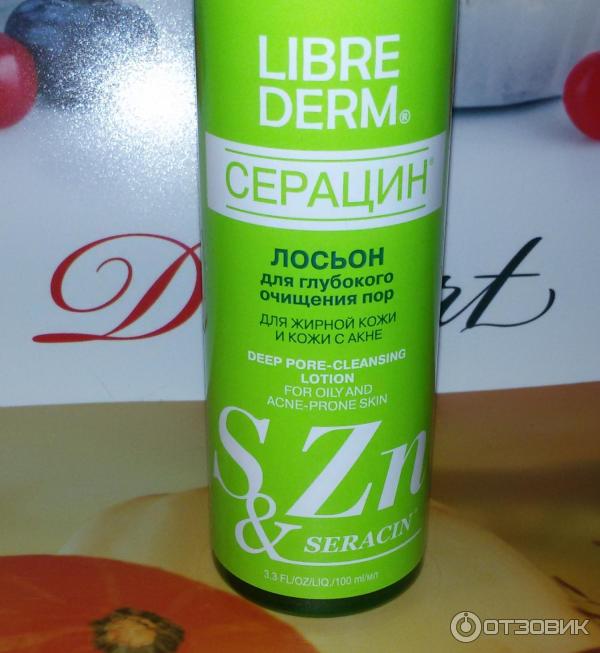 LIBRE
DERM®
СЕРАЦИН®
ЛОСЬОН
для глубокого
очищения пор
ДЛЯ ЖИРНОЙ КОЖИ
И КОЖИ С АКНЕ
DEEP PORE-CLEANSING
LOTION
FOR OILY AND
ACNE-PRONE SKIN
S & Zn
SERACIN™
3.3 FL/OZ/LIQ./100 ml/мл
ОТЗОВИК